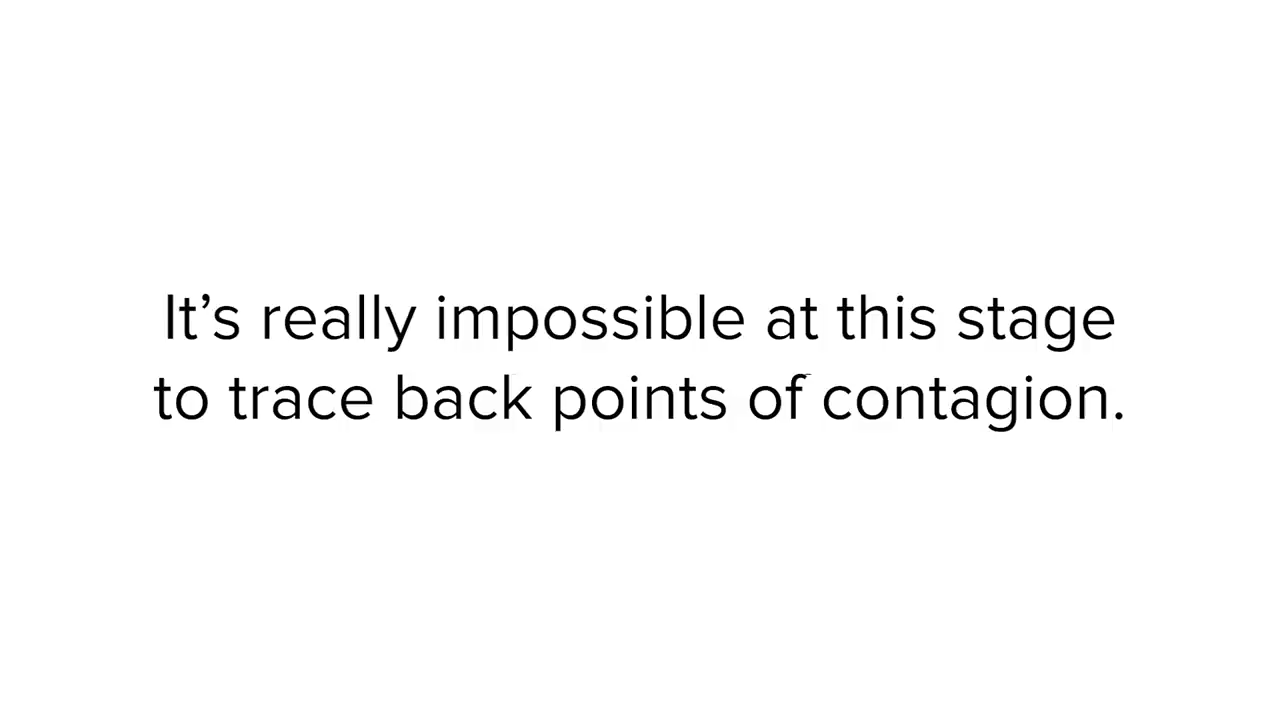 It’s really impossible at this stage
to trace back points of contagion.